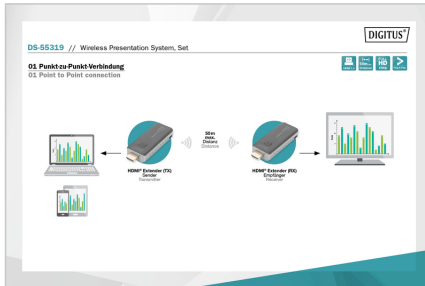 DIGITUS®
DS-55319 // Wireless Presentation System, Set
01 Punkt-zu-Punkt-Verbindung
01 Point to Point connection
HD
50m
max.
Distanz
Distance
HDMI® Extender (TX)
Sender
Transmitter
HDMI® Extender (RX)
Empfänger
Receiver